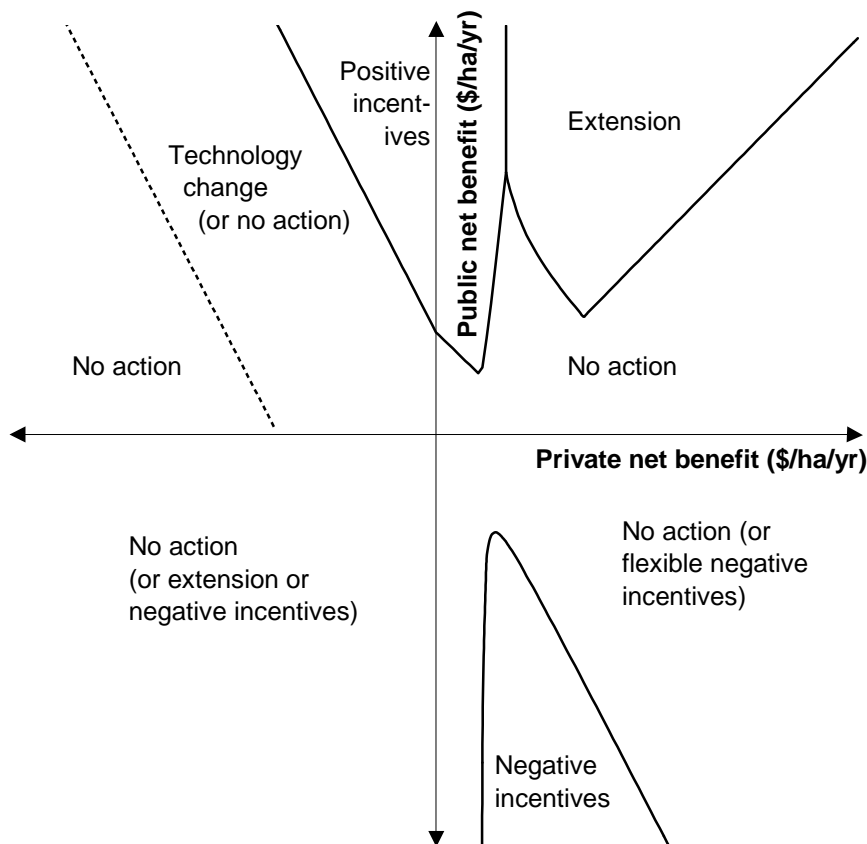 Positive
incent-
ives
Public net benefit ($/ha/yr)
Extension
Technology
change
(or no action)
No action
No action
Private net benefit ($/ha/yr)
No action
(or extension or
negative incentives)
No action (or
flexible negative
incentives)
Negative
incentives